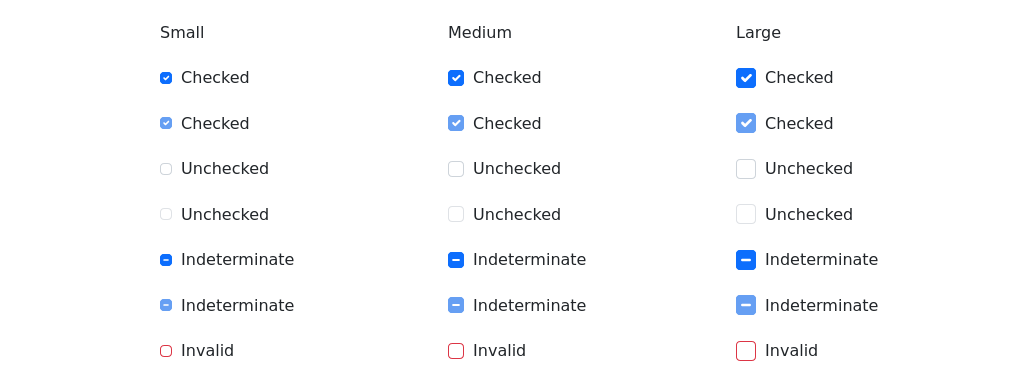 Small Medium Large
Checked Checked Checked
Checked Checked Checked
Unchecked Unchecked Unchecked
Unchecked Unchecked Unchecked
Indeterminate Indeterminate Indeterminate
Indeterminate Indeterminate Indeterminate
Invalid Invalid Invalid